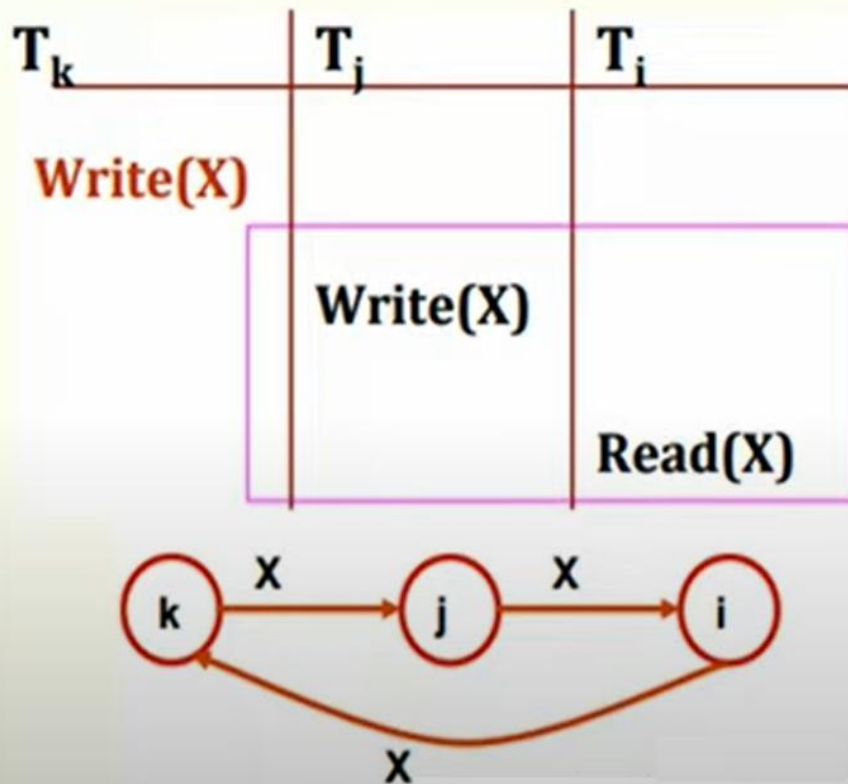 Tk Tj Ti
Write(X)
Write(X)
Read(X)
X X
k j i
X